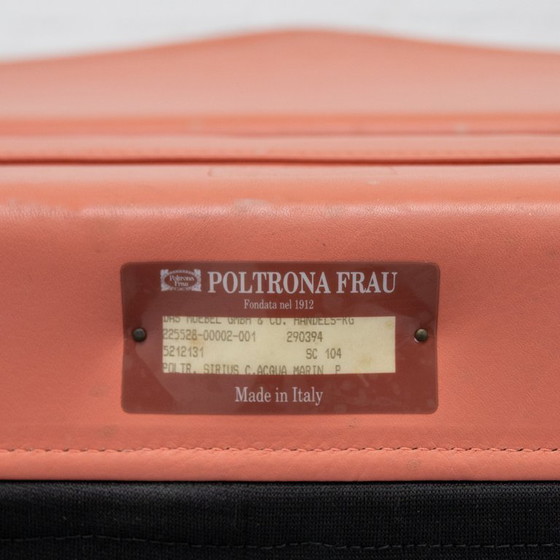 Poltrona
Frau
POLTRONA FRAU
Fondata nel 1912
DAS MOEBEL GMBH & CO. HANDELS-KG
225528-00002-001 290394
5212131 SC 104
POLTR. SIRIUS C.ACQUA MARIN P
Made in Italy